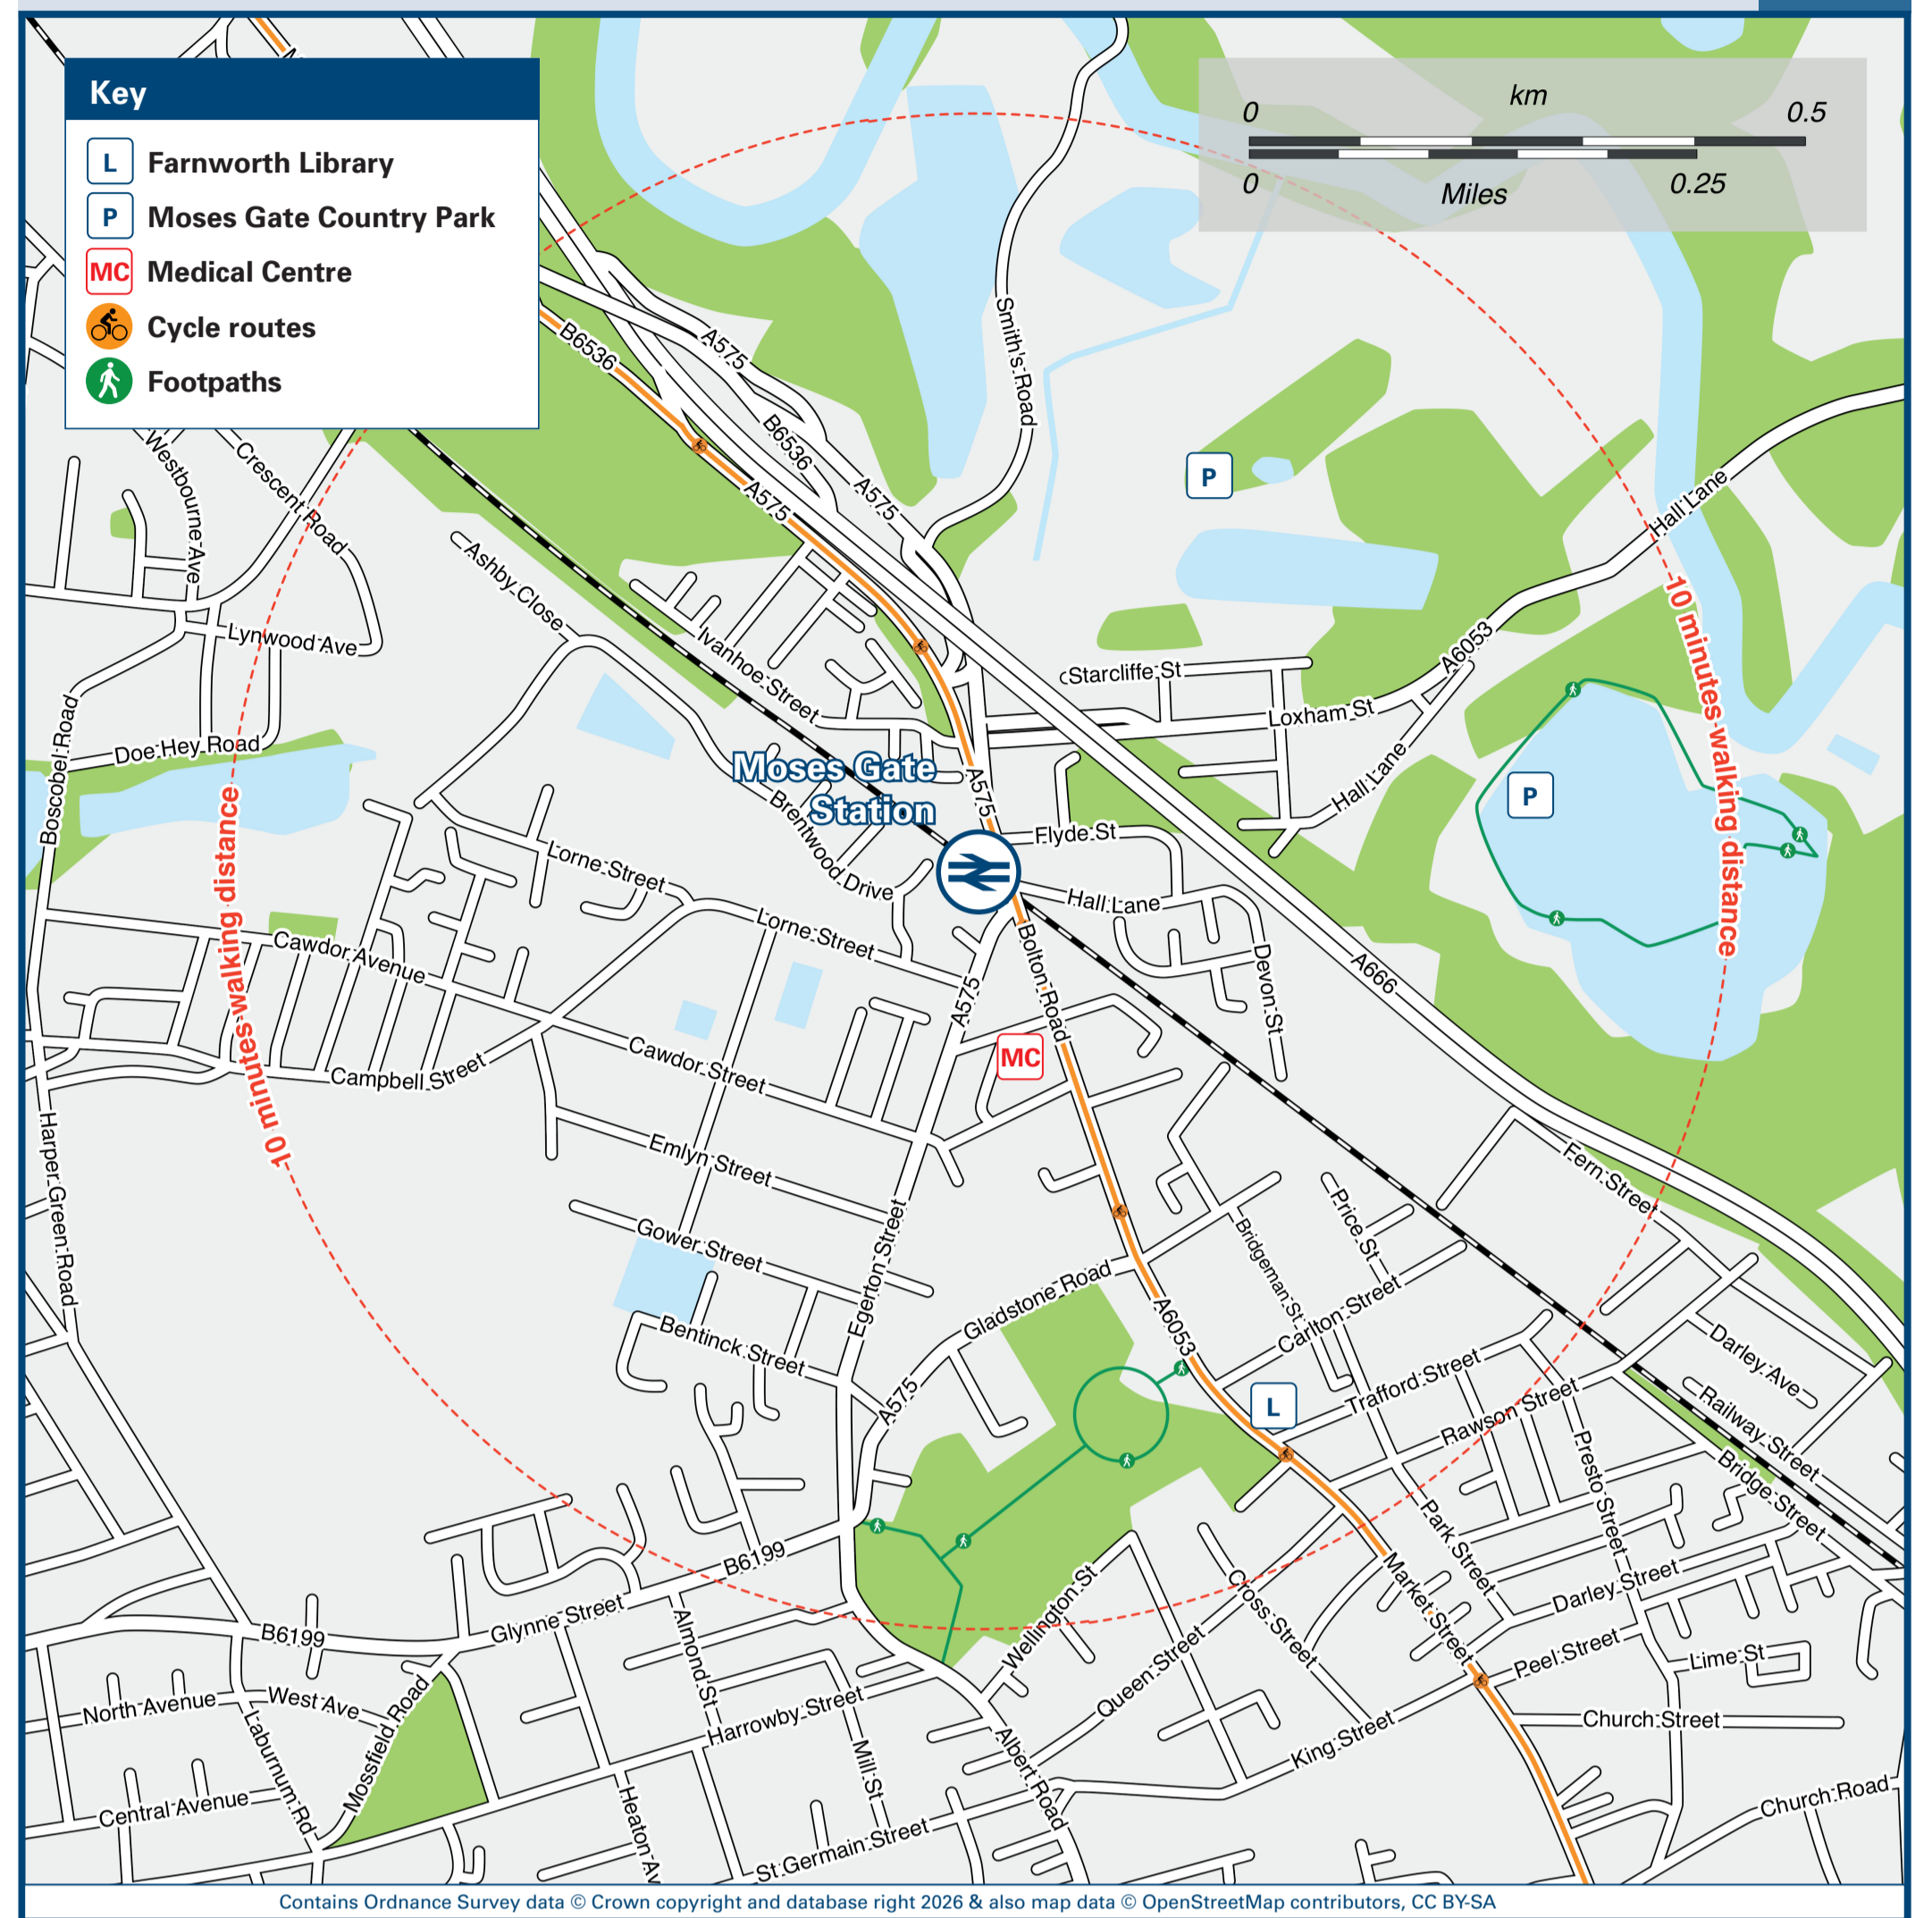 Key
L Farnworth Library
P Moses Gate Country Park
MC Medical Centre
Cycle routes
Footpaths
km
0 0.5
0 0.25
Miles
B6536
A575
B6536
A575
A575
Smith's Road
Westbourne Ave
Crescent Road
Ashby Close
Lynwood Ave
Ivanhoe Street
P
Hall Lane
10 minutes walking distance
A6053
Starcliffe St
Loxham St
Hall Lane
P
Boscobel Road
Doe Hey Road
Moses Gate
Station
A575
Flyde St
Brentwood Drive
Hall Lane
Lorne Street
Lorne Street
10 minutes walking distance
Cawdor Avenue
A575
Bolton Road
Devon St
A666
MC
Cawdor Street
Campbell Street
Harper Green Road
Emlyn Street
Gower Street
Egerton Street
Bentinck Street
Gladstone Road
A575
A6053
Bridgeman St
Price St
Carlton Street
Fern Street
L
Trafford Street
Rawson Street
Darley Ave
Railway Street
Bridge Street
Presto Street
Park Street
Market Street
Darley Street
Peel Street
Lime St
Church Street
Church Road
B6199
Glynne Street
B6199
Almond St
Wellington St
Cross Street
Queen Street
King Street
Harrowby Street
Mill St
Albert Road
North Avenue
West Ave
Mossfield Road
Laburnum Rd
Central Avenue
Heaton Av
St Germain Street
Contains Ordnance Survey data © Crown copyright and database right 2026 & also map data © OpenStreetMap contributors, CC BY-SA